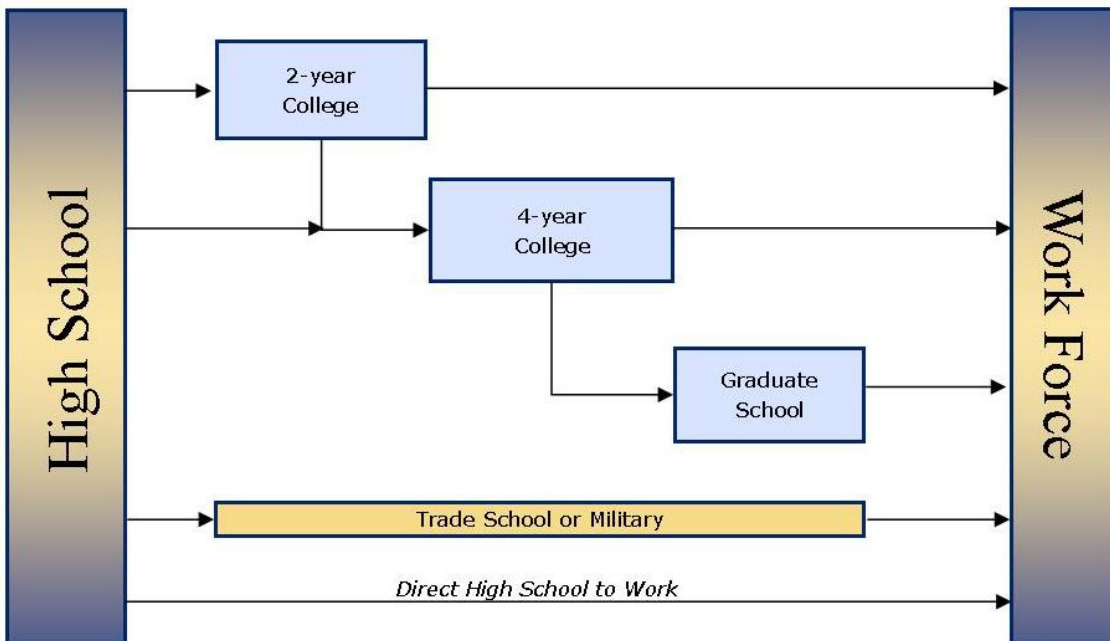 High School
2-year
College
4-year
College
Graduate
School
Trade School or Military
Direct High School to Work
Work Force